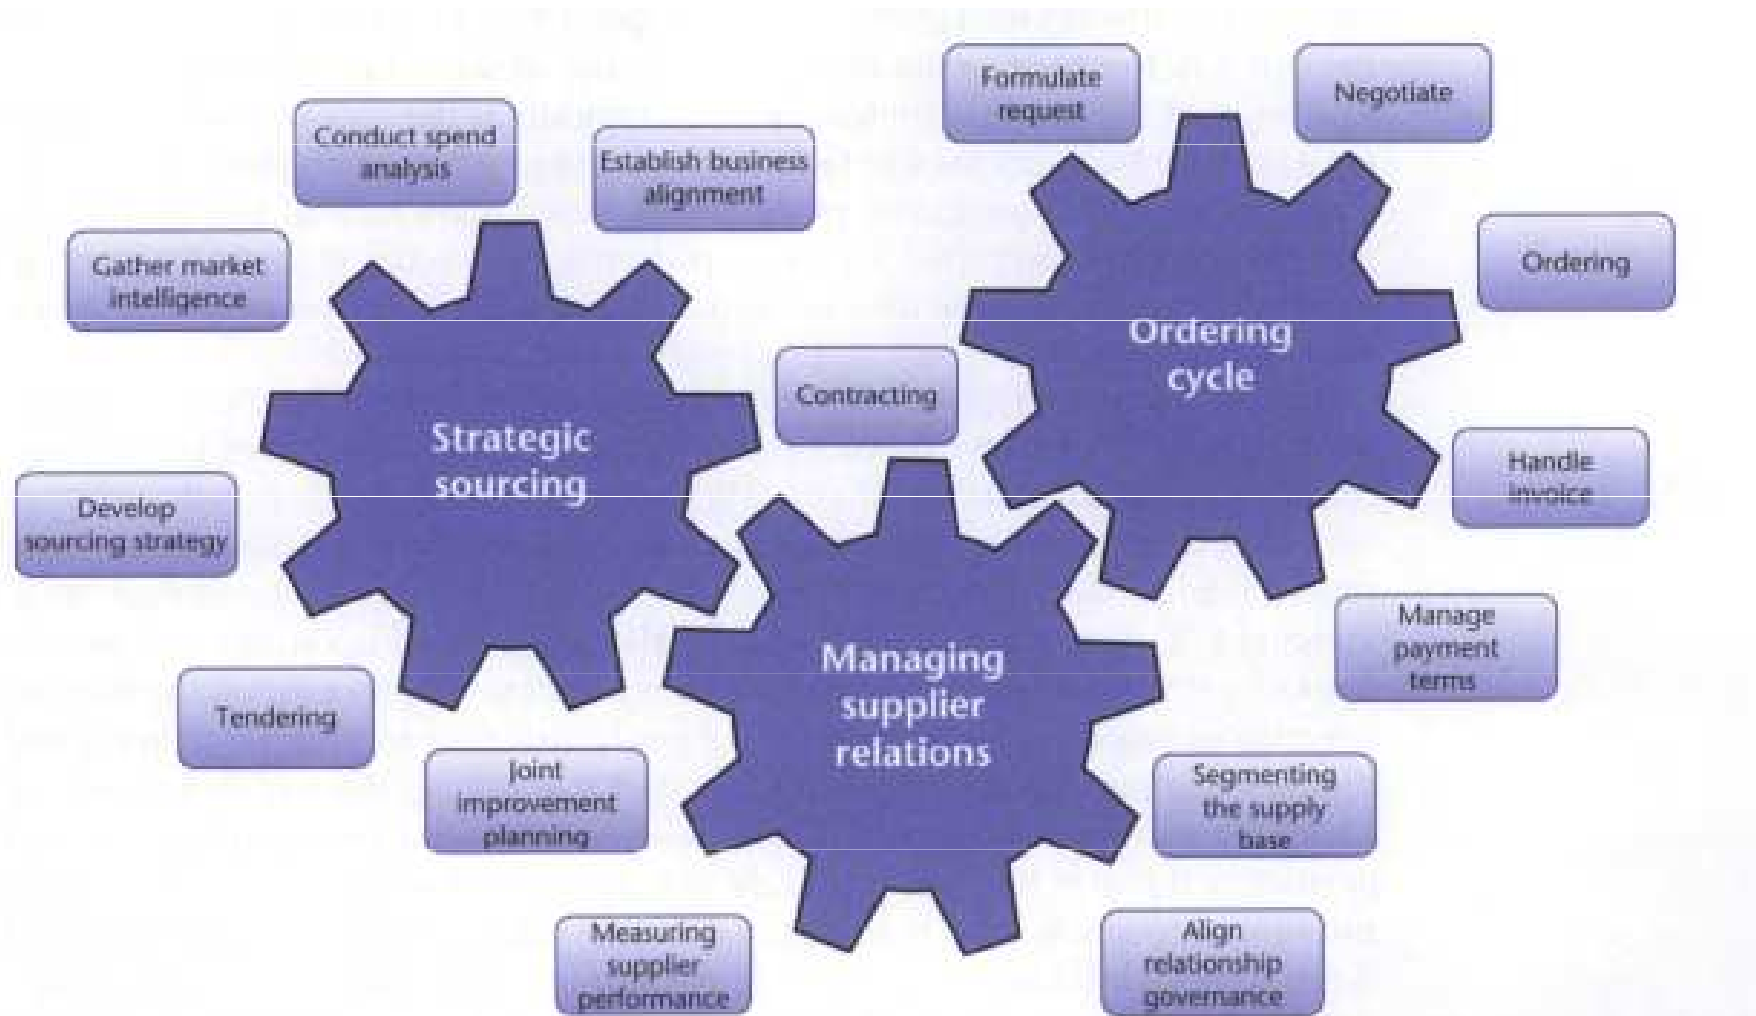 Formulate
request
Negotiate
Conduct spend
analysis
Establish business
alignment
Gather market
intelligence
Ordering
Ordering
cycle
Contracting
Strategic
sourcing
Handle
invoice
Develop
sourcing strategy
Manage
payment
terms
Managing
supplier
relations
Tendering
Joint
improvement
planning
Segmenting
the supply
base
Measuring
supplier
performance
Align
relationship
governance